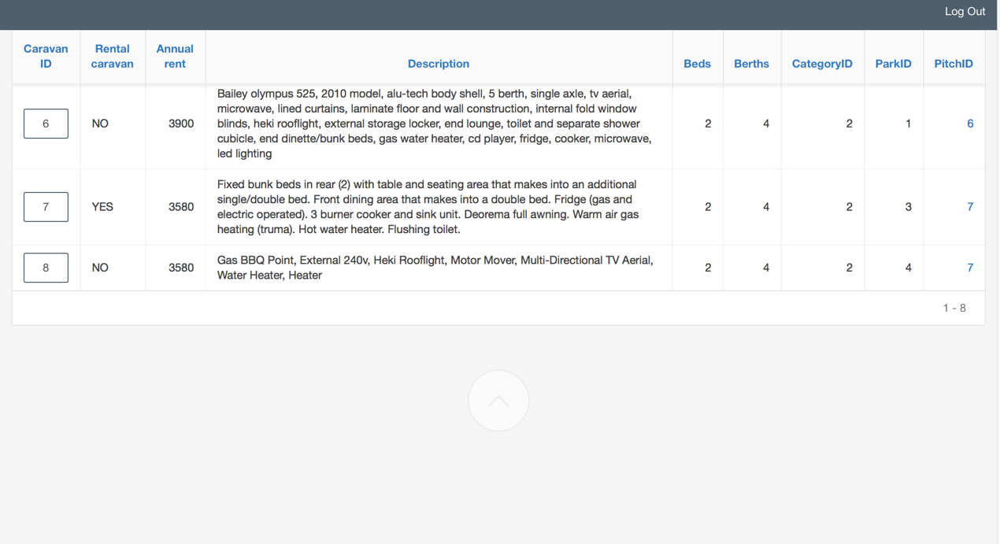 Log Out
Caravan ID Rental caravan Annual rent Description Beds Berths CategoryID ParkID PitchID
Bailey olympus 525, 2010 model, alu-tech body shell, 5 berth, single axle, tv aerial,
microwave, lined curtains, laminate floor and wall construction, internal fold window
6 NO 3900 blinds, heki rooflight, external storage locker, end lounge, toilet and separate shower 2 4 2 1 6
cubicle, end dinette/bunk beds, gas water heater, cd player, fridge, cooker, microwave,
led lighting
Fixed bunk beds in rear (2) with table and seating area that makes into an additional
single/double bed. Front dining area that makes into a double bed. Fridge (gas and
7 YES 3580 electric operated). 3 burner cooker and sink unit. Deorema full awning. Warm air gas 2 4 2 3 7
heating (truma). Hot water heater. Flushing toilet.
8 NO 3580 Gas BBQ Point, External 240v, Heki Rooflight, Motor Mover, Multi-Directional TV Aerial, 2 4 2 4 7
Water Heater, Heater
1 - 8